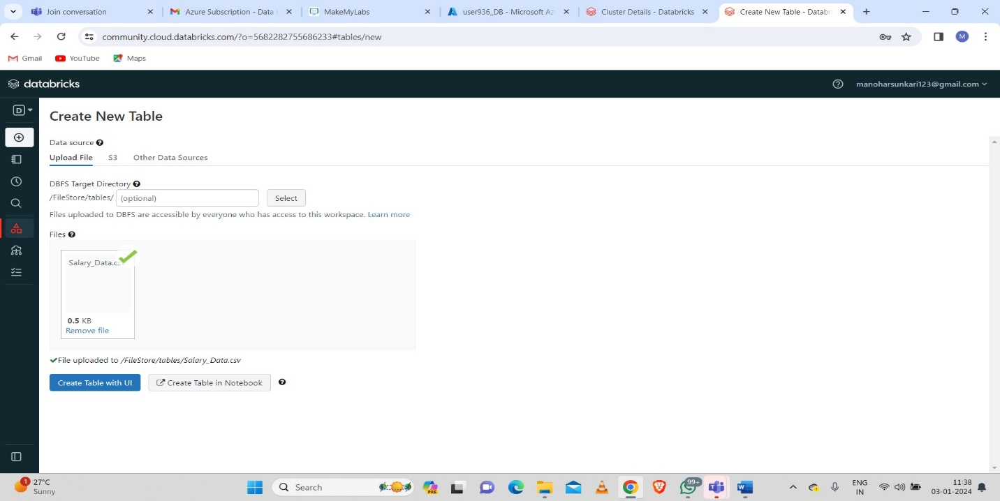 Join conversation
Azure Subscription - Data
MakeMyLabs
user936_DB - Microsoft Az
Cluster Details - Databricks
Create New Table - Databr
community.cloud.databricks.com/?o=5682282755686233#tables/new
M
Gmail
YouTube
Maps
databricks
manoharsunkari123@gmail.com
D
Create New Table
Data source
Upload File S3 Other Data Sources
DBFS Target Directory
/FileStore/tables/ (optional) Select
Files uploaded to DBFS are accessible by everyone who has access to this workspace. Learn more
Files
Salary_Data.c
0.5 KB
Remove file
File uploaded to /FileStore/tables/Salary_Data.csv
Create Table with UI Create Table in Notebook
1 27°C
Sunny
Search
PRE
99+
ENG
IN
11:38
03-01-2024